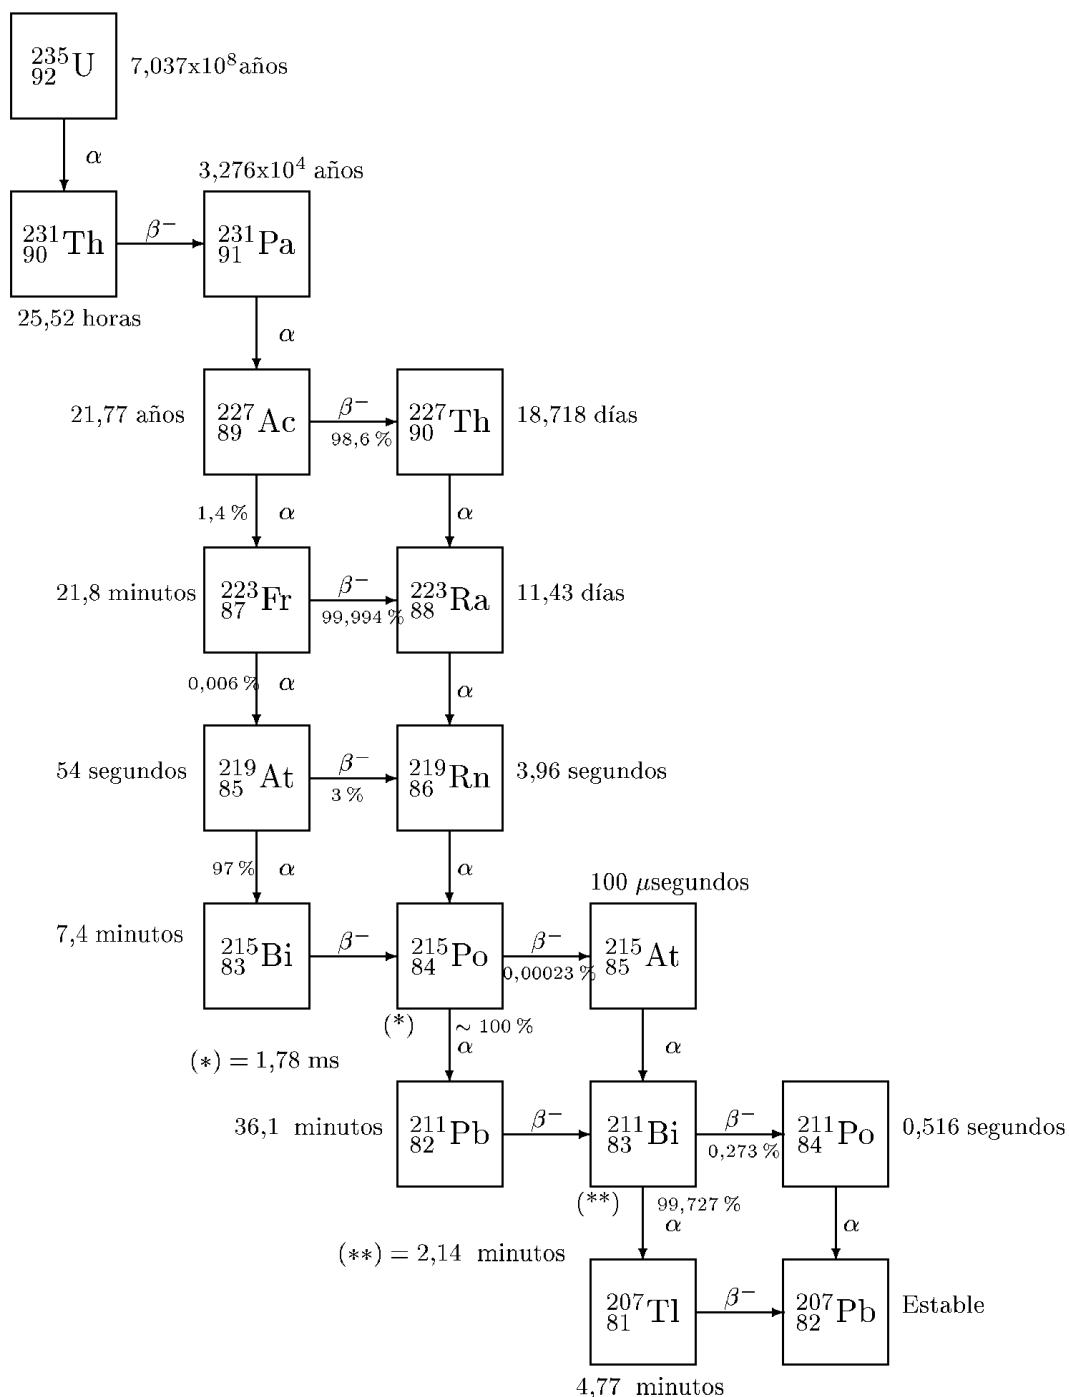 ²³⁵₉₂U 7,037x10⁸años
α
3,276x10⁴ años
²³¹₉₀Th β⁻ ²³¹₉₁Pa
25,52 horas
α
21,77 años ²²⁷₈₉Ac β⁻ 98,6 % ²²⁷₉₀Th 18,718 días
1,4 % α α
21,8 minutos ²²³₈₇Fr β⁻ 99,994 % ²²³₈₈Ra 11,43 días
0,006 % α α
54 segundos ²¹⁹₈₅At β⁻ 3 % ²¹⁹₈₆Rn 3,96 segundos
97 % α α
100 µsegundos
7,4 minutos ²¹⁵₈₃Bi β⁻ ²¹⁵₈₄Po β⁻ 0,00023 % ²¹⁵₈₅At
(*) ∼ 100 %
α α
(∗) = 1,78 ms
36,1 minutos ²¹¹₈₂Pb β⁻ ²¹¹₈₃Bi β⁻ 0,273 % ²¹¹₈₄Po 0,516 segundos
(**) 99,727 %
α α
(∗∗) = 2,14 minutos
²⁰⁷₈₁Tl β⁻ ²⁰⁷₈₂Pb Estable
4,77 minutos